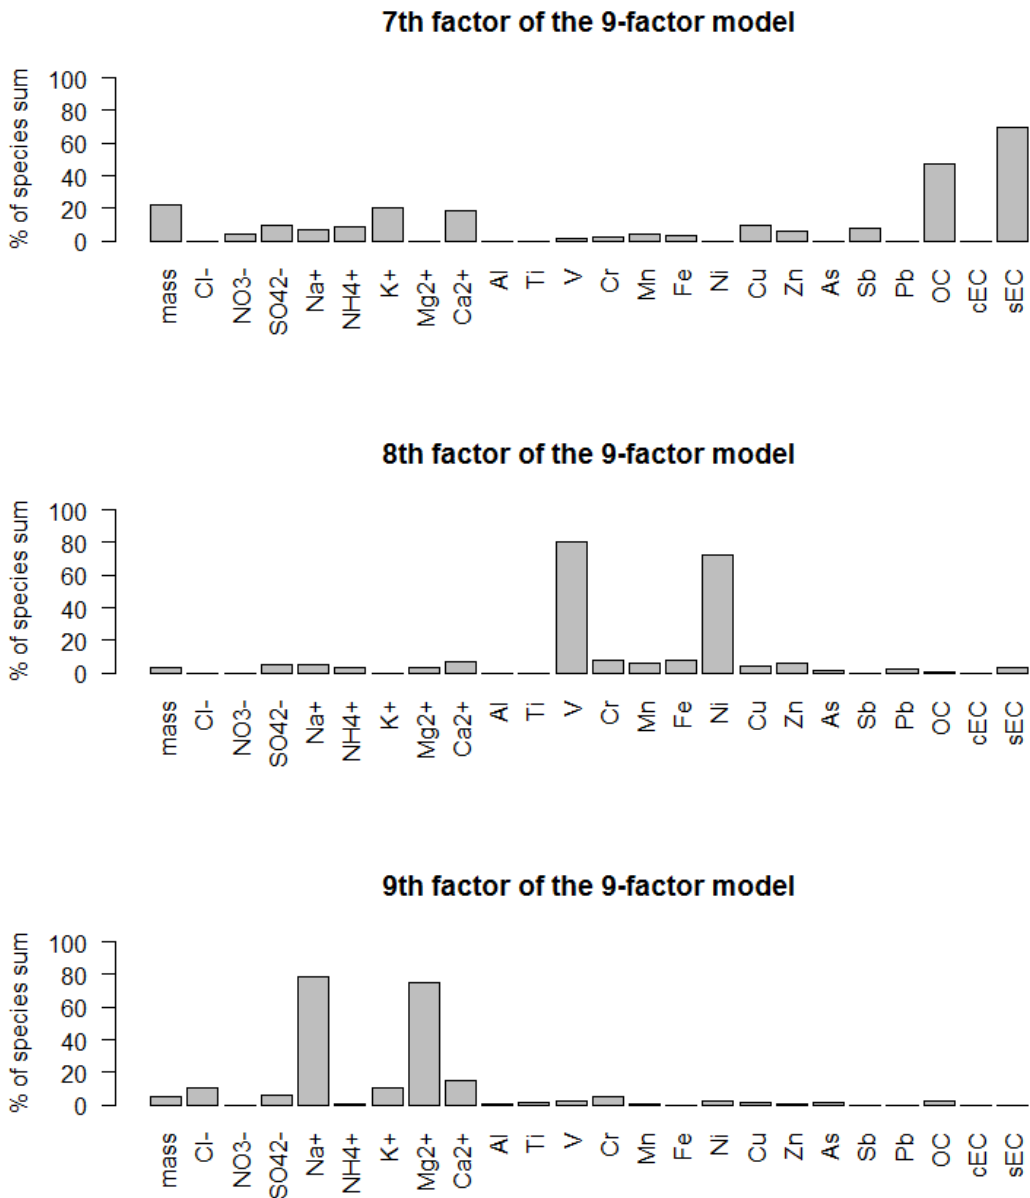 7th factor of the 9-factor model
% of species sum
100
80
60
40
20
0
mass Cl- NO3- SO42- Na+ NH4+ K+ Mg2+ Ca2+ Al Ti V Cr Mn Fe Ni Cu Zn As Sb Pb OC cEC sEC
8th factor of the 9-factor model
% of species sum
100
80
60
40
20
0
mass Cl- NO3- SO42- Na+ NH4+ K+ Mg2+ Ca2+ Al Ti V Cr Mn Fe Ni Cu Zn As Sb Pb OC cEC sEC
9th factor of the 9-factor model
% of species sum
100
80
60
40
20
0
mass Cl- NO3- SO42- Na+ NH4+ K+ Mg2+ Ca2+ Al Ti V Cr Mn Fe Ni Cu Zn As Sb Pb OC cEC sEC